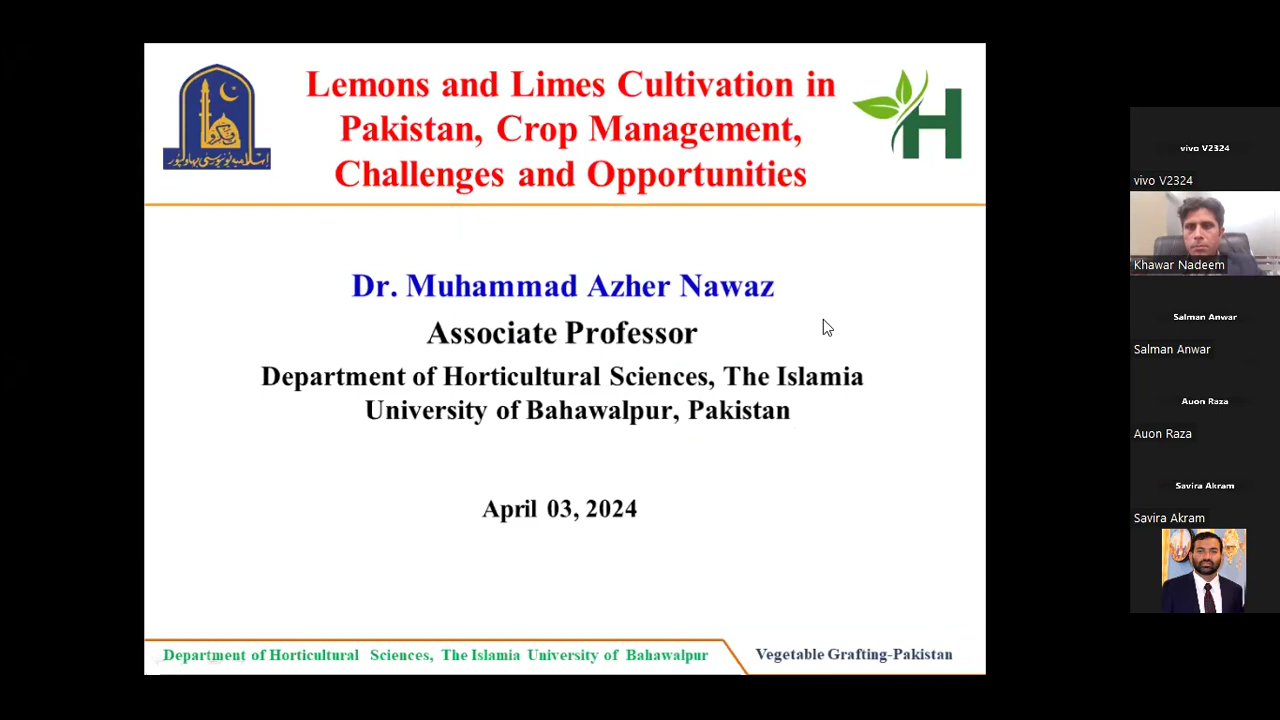 Lemons and Limes Cultivation in
Pakistan, Crop Management,
Challenges and Opportunities
اسلامیہ یونیورسٹی بہاولپور
H
Dr. Muhammad Azher Nawaz
Associate Professor
Department of Horticultural Sciences, The Islamia
University of Bahawalpur, Pakistan
April 03, 2024
Department of Horticultural Sciences, The Islamia University of Bahawalpur
Vegetable Grafting-Pakistan
vivo V2324
vivo V2324
Khawar Nadeem
Salman Anwar
Salman Anwar
Auon Raza
Auon Raza
Savira Akram
Savira Akram